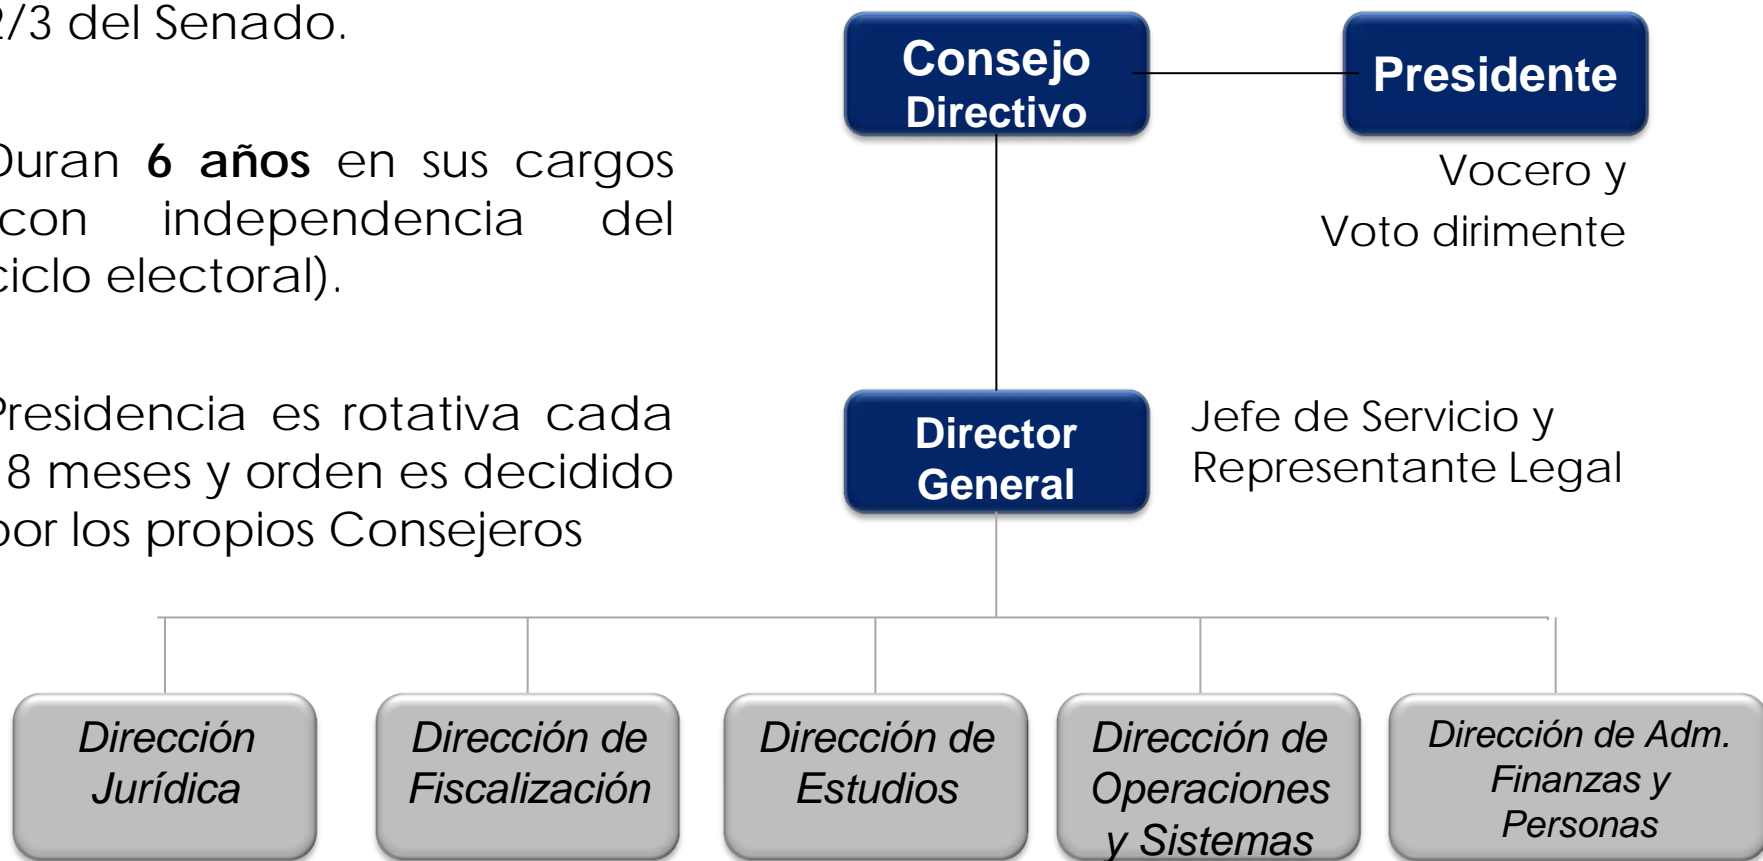 2/3 del Senado.
Duran 6 años en sus cargos
con independencia del
ciclo electoral).
Presidencia es rotativa cada
8 meses y orden es decidido
por los propios Consejeros
Consejo
Directivo
Presidente
Vocero y
Voto dirimente
Director
General
Jefe de Servicio y
Representante Legal
Dirección
Jurídica
Dirección de
Fiscalización
Dirección de
Estudios
Dirección de
Operaciones
y Sistemas
Dirección de Adm.
Finanzas y
Personas